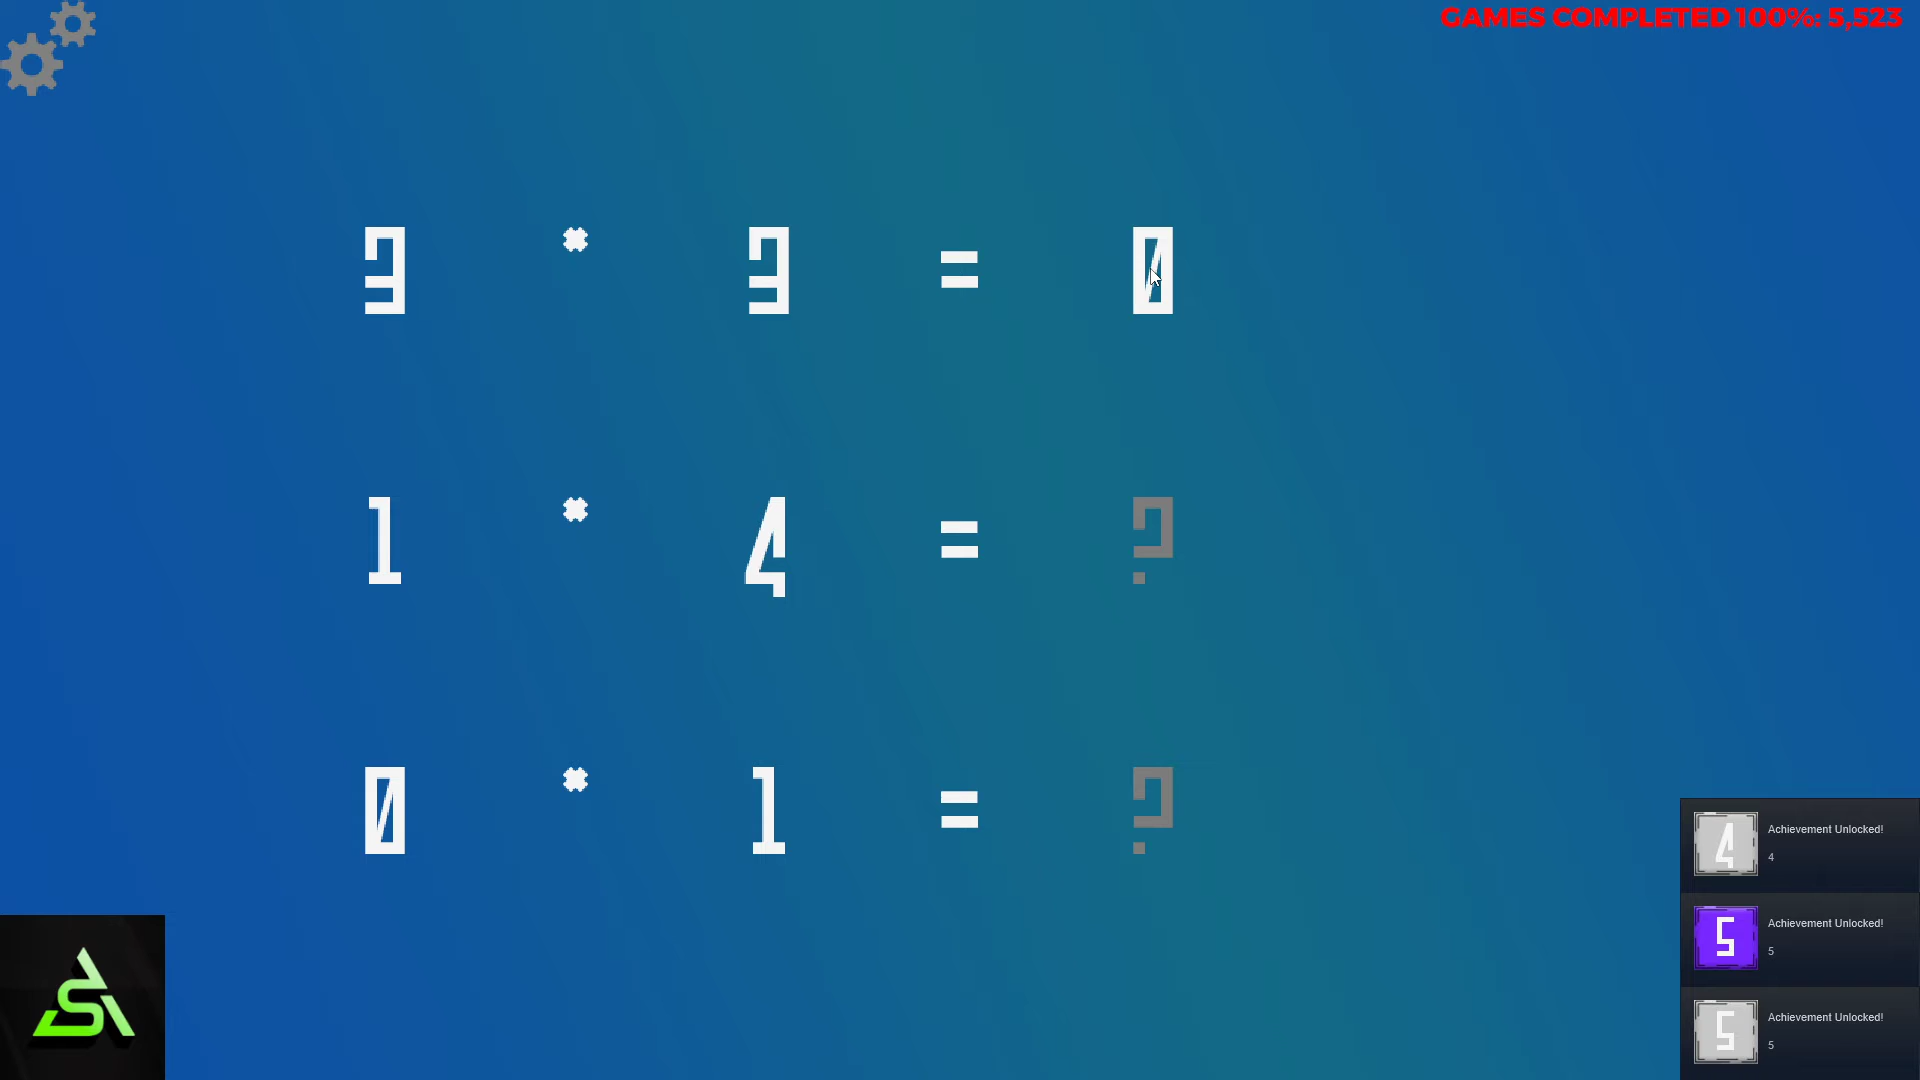 GAMES COMPLETED 100%: 5,523
3 * 3 = 0
1 * 4 = ?
0 * 1 = ?
4
Achievement Unlocked!
4
5
Achievement Unlocked!
5
5
Achievement Unlocked!
5